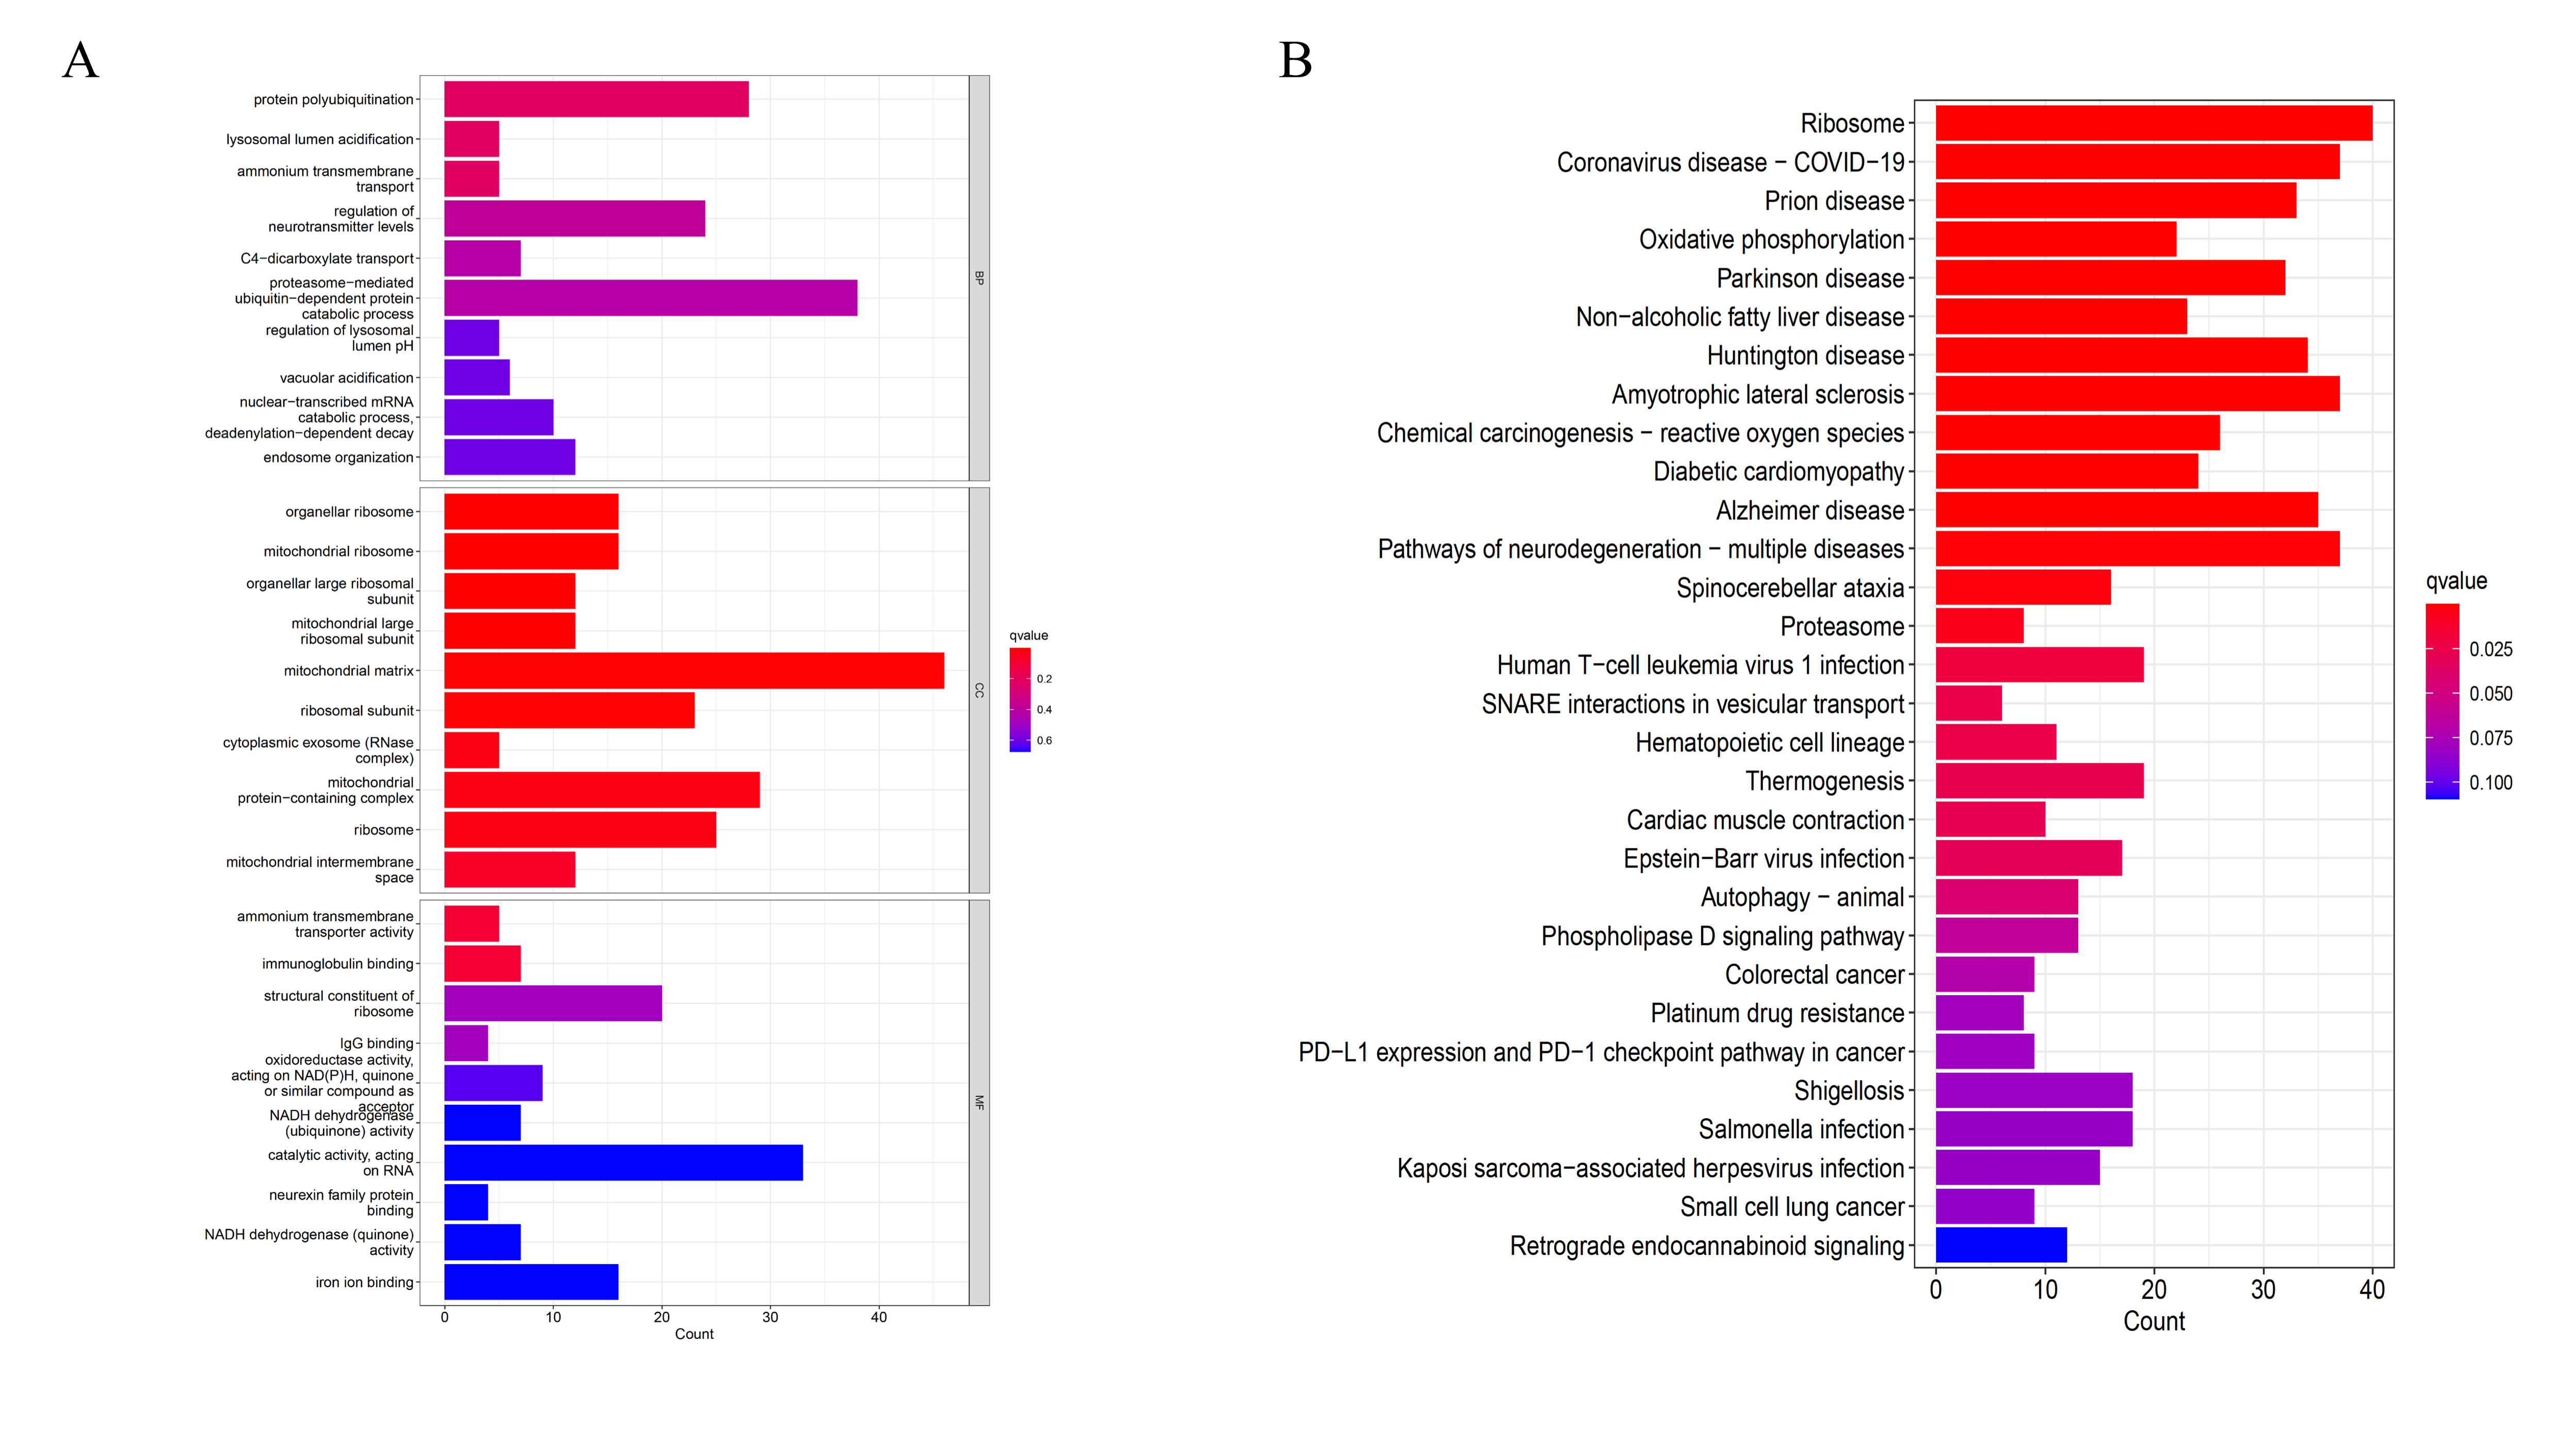 A
protein polyubiquitination
lysosomal lumen acidification
ammonium transmembrane
transport
regulation of
neurotransmitter levels
C4−dicarboxylate transport
proteasome−mediated
ubiquitin−dependent protein
catabolic process
regulation of lysosomal
lumen pH
vacuolar acidification
nuclear−transcribed mRNA
catabolic process,
deadenylation−dependent decay
endosome organization
BP
organellar ribosome
mitochondrial ribosome
organellar large ribosomal
subunit
mitochondrial large
ribosomal subunit
mitochondrial matrix
ribosomal subunit
cytoplasmic exosome (RNase
complex)
mitochondrial
protein−containing complex
ribosome
mitochondrial intermembrane
space
CC
ammonium transmembrane
transporter activity
immunoglobulin binding
structural constituent of
ribosome
IgG binding
oxidoreductase activity,
acting on NAD(P)H, quinone
or similar compound as
acceptor
NADH dehydrogenase
(ubiquinone) activity
catalytic activity, acting
on RNA
neurexin family protein
binding
NADH dehydrogenase (quinone)
activity
iron ion binding
MF
0 10 20 30 40
Count
qvalue
0.2
0.4
0.6
B
Ribosome
Coronavirus disease − COVID−19
Prion disease
Oxidative phosphorylation
Parkinson disease
Non−alcoholic fatty liver disease
Huntington disease
Amyotrophic lateral sclerosis
Chemical carcinogenesis − reactive oxygen species
Diabetic cardiomyopathy
Alzheimer disease
Pathways of neurodegeneration − multiple diseases
Spinocerebellar ataxia
Proteasome
Human T−cell leukemia virus 1 infection
SNARE interactions in vesicular transport
Hematopoietic cell lineage
Thermogenesis
Cardiac muscle contraction
Epstein−Barr virus infection
Autophagy − animal
Phospholipase D signaling pathway
Colorectal cancer
Platinum drug resistance
PD−L1 expression and PD−1 checkpoint pathway in cancer
Shigellosis
Salmonella infection
Kaposi sarcoma−associated herpesvirus infection
Small cell lung cancer
Retrograde endocannabinoid signaling
0 10 20 30 40
Count
qvalue
0.025
0.050
0.075
0.100